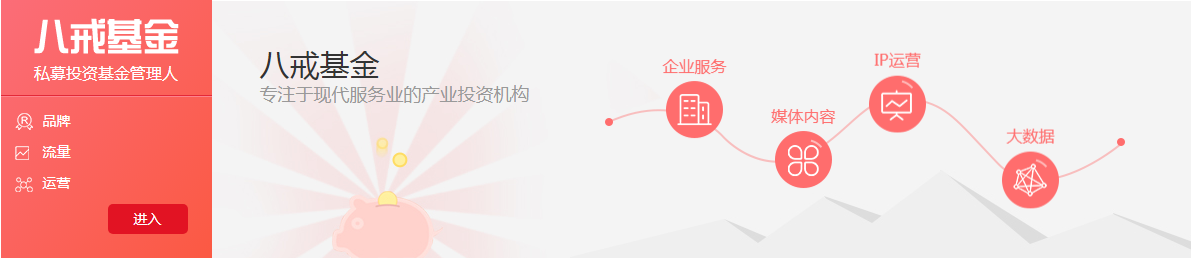 八戒基金
私募投资基金管理人
品牌
流量
运营
进入
八戒基金
专注于现代服务业的产业投资机构
企业服务
媒体内容
IP运营
大数据